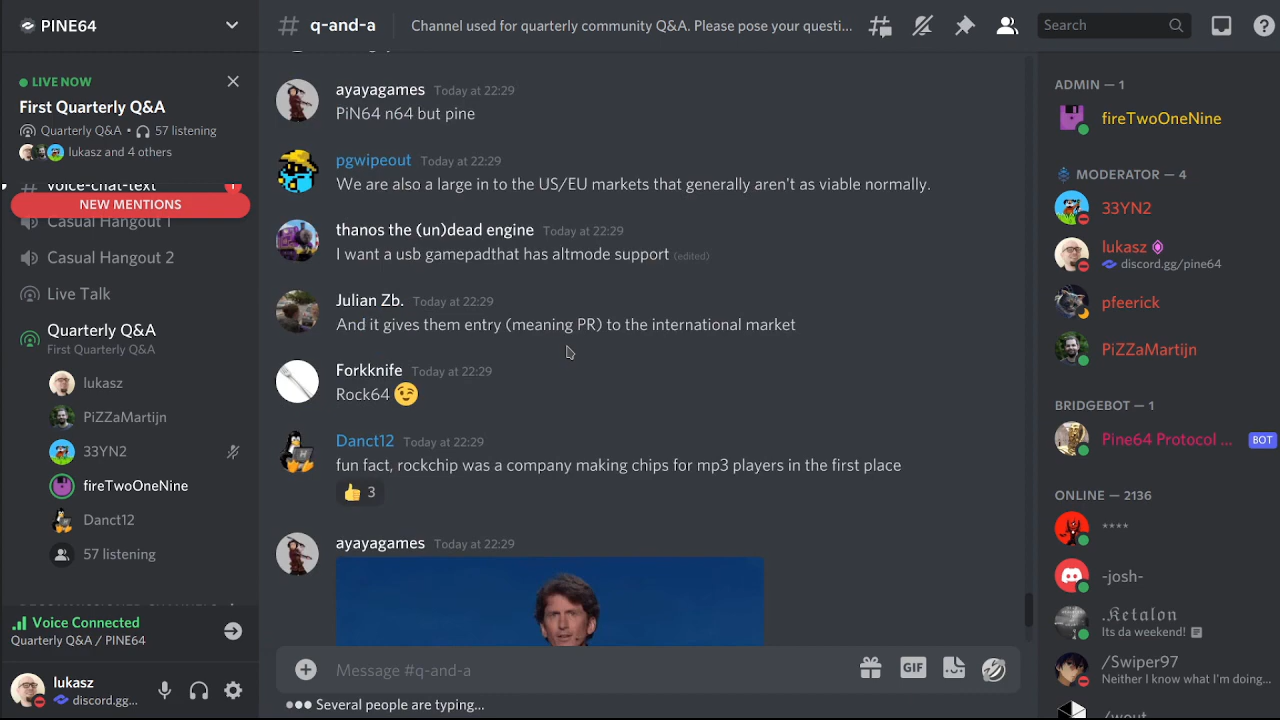 PINE64
q-and-a
Channel used for quarterly community Q&A. Please pose your questi...
Search
LIVE NOW
First Quarterly Q&A
Quarterly Q&A • 57 listening
lukasz and 4 others
voice-chat-text
NEW MENTIONS
Casual Hangout 1
Casual Hangout 2
Live Talk
Quarterly Q&A
First Quarterly Q&A
lukasz
PiZZaMartijn
33YN2
fireTwoOneNine
Danct12
57 listening
Voice Connected
Quarterly Q&A / PINE64
lukasz
discord.gg...
ayayagames Today at 22:29
PiN64 n64 but pine
pgwipeout Today at 22:29
We are also a large in to the US/EU markets that generally aren't as viable normally.
thanos the (un)dead engine Today at 22:29
I want a usb gamepadthat has altmode support (edited)
Julian Zb. Today at 22:29
And it gives them entry (meaning PR) to the international market
Forkknife Today at 22:29
Rock64 😉
Danct12 Today at 22:29
fun fact, rockchip was a company making chips for mp3 players in the first place
👍 3
ayayagames Today at 22:29
Message #q-and-a
GIF
Several people are typing...
ADMIN — 1
fireTwoOneNine
MODERATOR — 4
33YN2
lukasz
discord.gg/pine64
pfeerick
PiZZaMartijn
BRIDGEBOT — 1
Pine64 Protocol ... BOT
ONLINE — 2136
****
-josh-
.𝔎𝔢𝔱𝔞𝔩𝔬𝔫
Its da weekend!
/Swiper97
Neither I know what I'm doing...
/wout